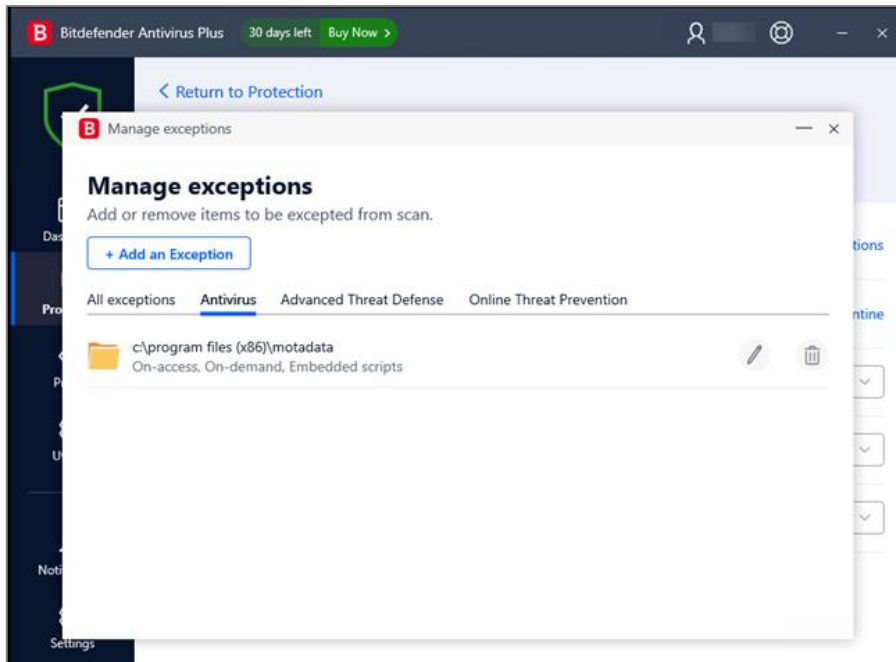 B Bitdefender Antivirus Plus 30 days left Buy Now >
< Return to Protection
B Manage exceptions
Manage exceptions
Add or remove items to be excepted from scan.
+ Add an Exception
All exceptions Antivirus Advanced Threat Defense Online Threat Prevention
c:\program files (x86)\motadata
On-access, On-demand, Embedded scripts
Settings